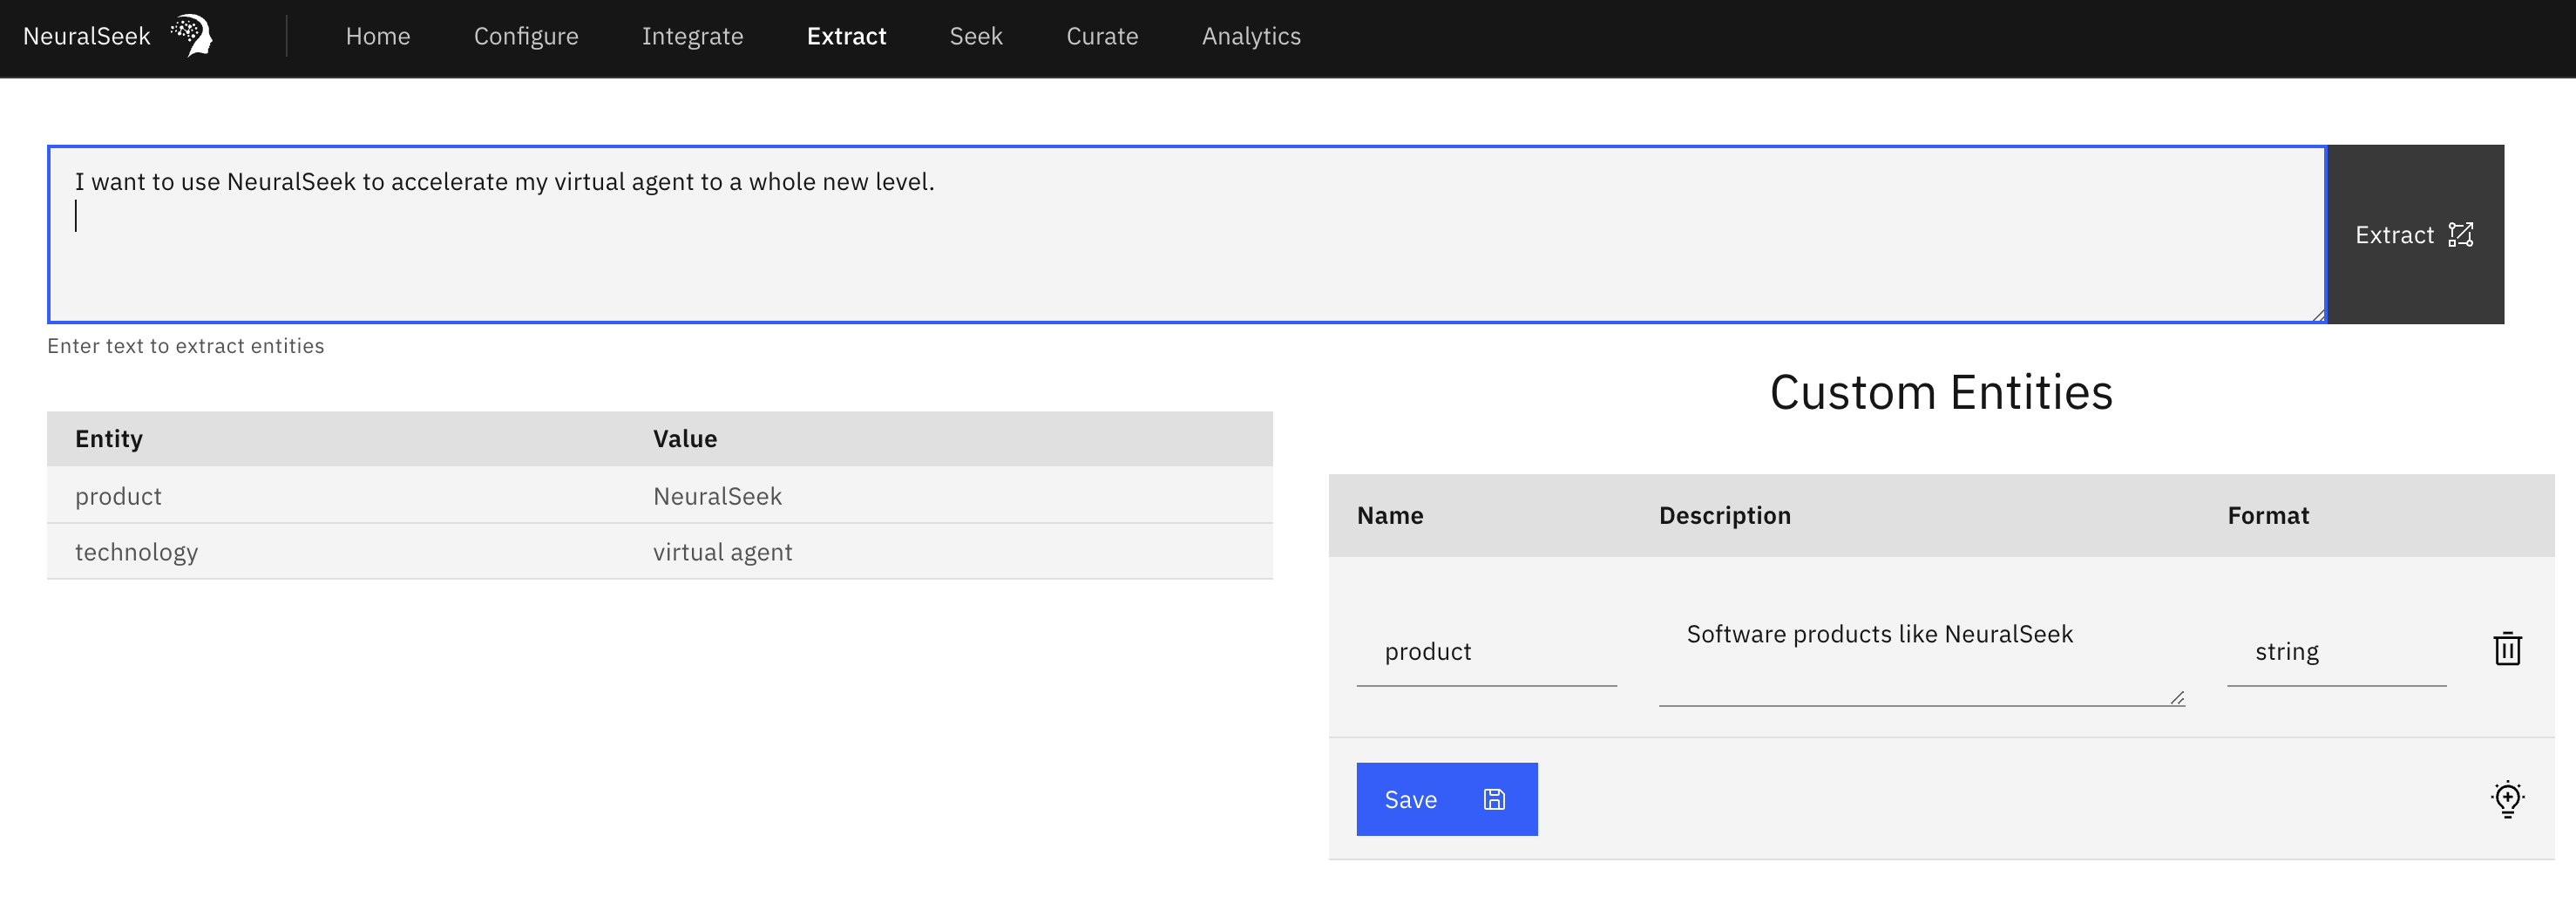 NeuralSeek Home Configure Integrate Extract Seek Curate Analytics
I want to use NeuralSeek to accelerate my virtual agent to a whole new level.
Extract
Enter text to extract entities
Entity Value
product NeuralSeek
technology virtual agent
Custom Entities
Name Description Format
product Software products like NeuralSeek string
Save